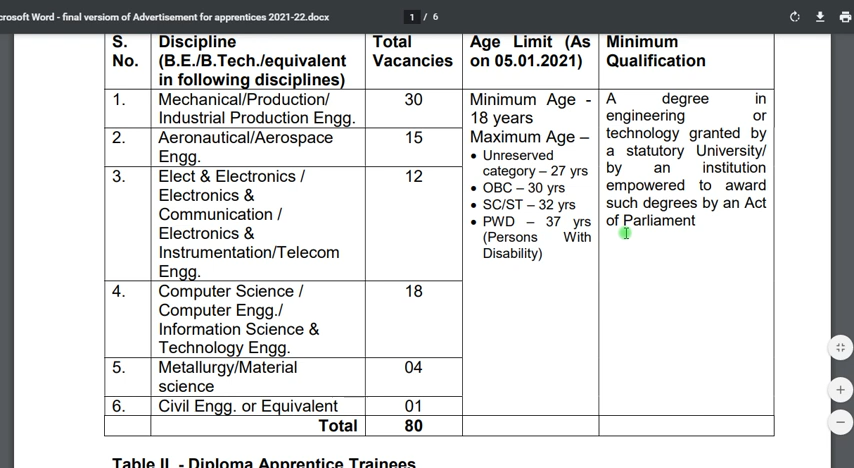 crosoft Word - final versiom of Advertisement for apprentices 2021-22.docx
1 / 6
S. No.
Discipline (B.E./B.Tech./equivalent in following disciplines)
Total Vacancies
Age Limit (As on 05.01.2021)
Minimum Qualification
1.
Mechanical/Production/
Industrial Production Engg.
30
2.
Aeronautical/Aerospace
Engg.
15
3.
Elect & Electronics /
Electronics &
Communication /
Electronics &
Instrumentation/Telecom
Engg.
12
4.
Computer Science /
Computer Engg./
Information Science &
Technology Engg.
18
5.
Metallurgy/Material
science
04
6.
Civil Engg. or Equivalent
01
Total
80
Minimum Age -
18 years
Maximum Age –
• Unreserved
category – 27 yrs
• OBC – 30 yrs
• SC/ST – 32 yrs
• PWD – 37 yrs
(Persons With
Disability)
A degree in
engineering or
technology granted by
a statutory University/
by an institution
empowered to award
such degrees by an Act
of Parliament
Table II - Diploma Apprentice Trainees